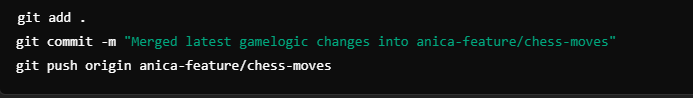 git add .
git commit -m "Merged latest gamelogic changes into anica-feature/chess-moves"
git push origin anica-feature/chess-moves